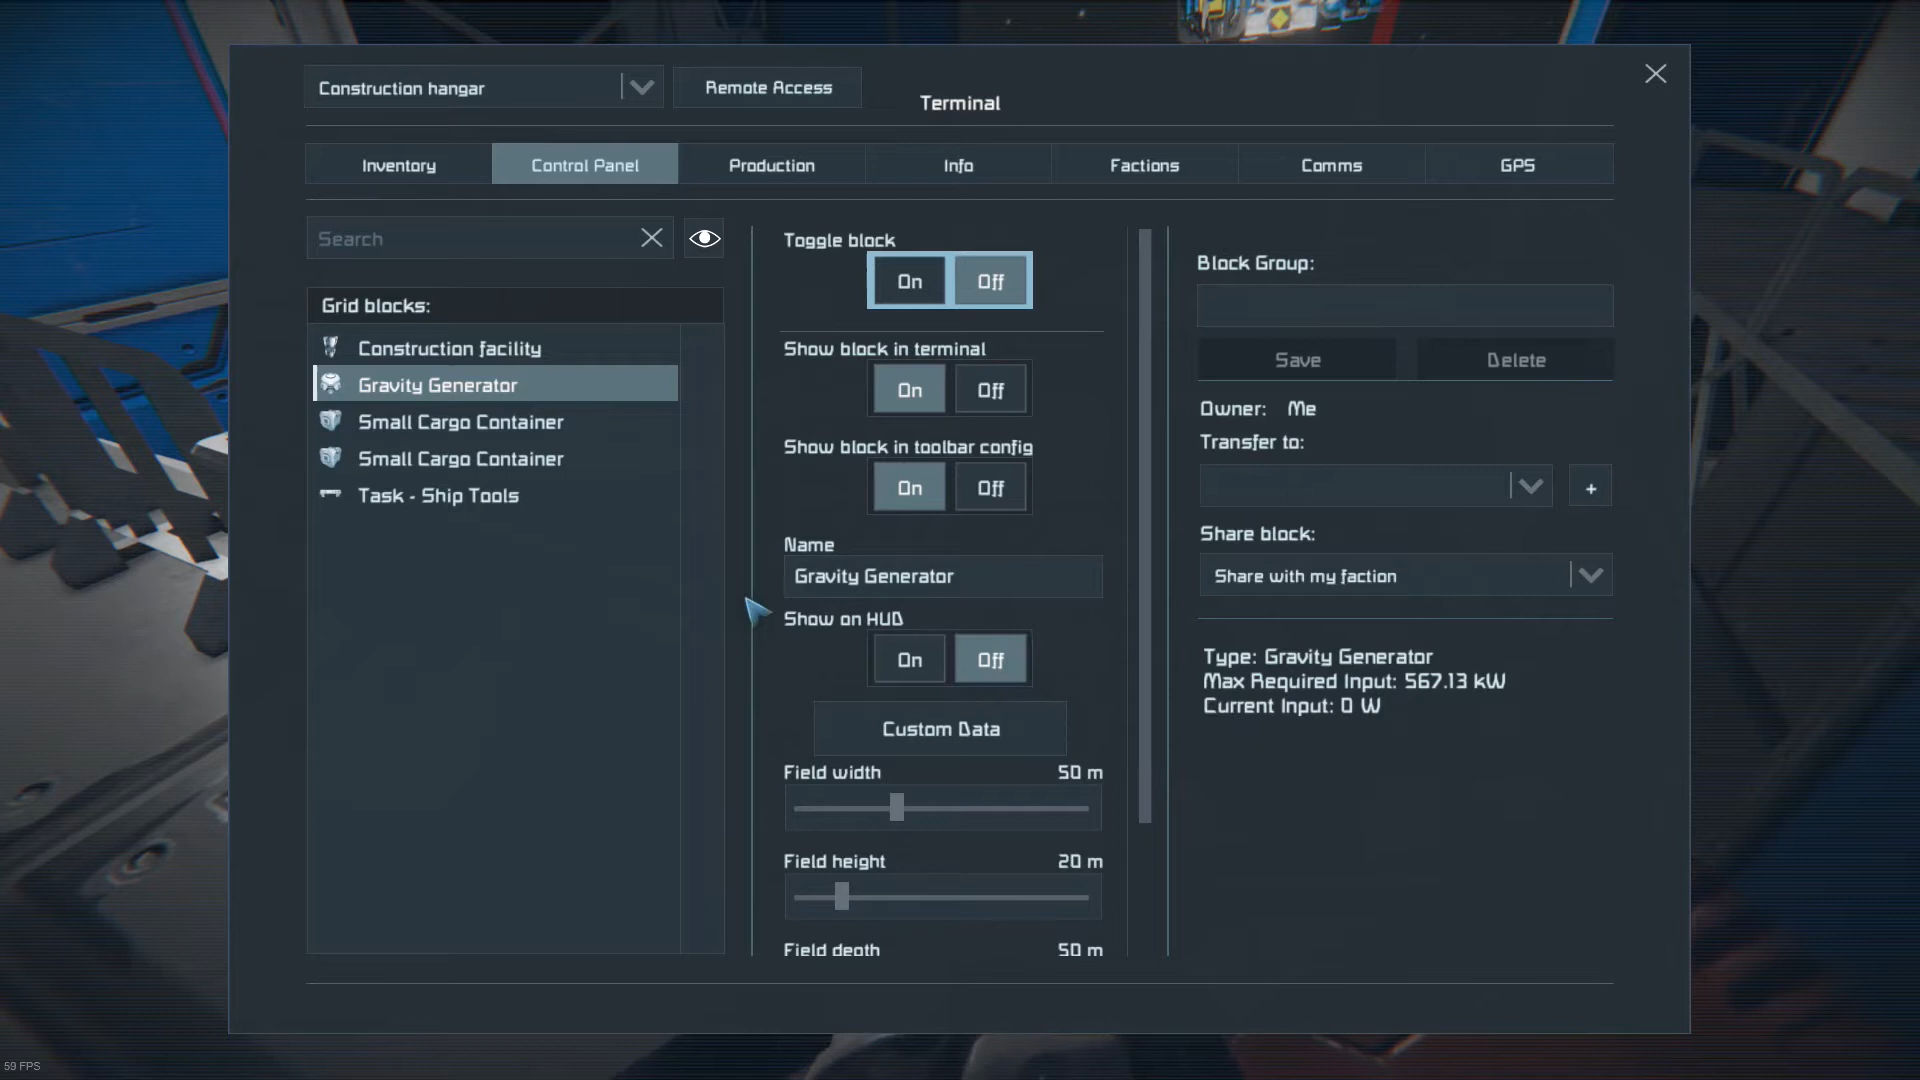 Construction hangar
Remote Access
Terminal
Inventory
Control Panel
Production
Info
Factions
Comms
GPS
Search
Grid blocks:
Construction facility
Gravity Generator
Small Cargo Container
Small Cargo Container
Task - Ship Tools
Toggle block
On Off
Show block in terminal
On Off
Show block in toolbar config
On Off
Name
Gravity Generator
Show on HUD
On Off
Custom Data
Field width 50 m
Field height 20 m
Field depth 50 m
Block Group:
Save Delete
Owner: Me
Transfer to:
+
Share block:
Share with my faction
Type: Gravity Generator
Max Required Input: 567.13 kW
Current Input: 0 W
59 FPS